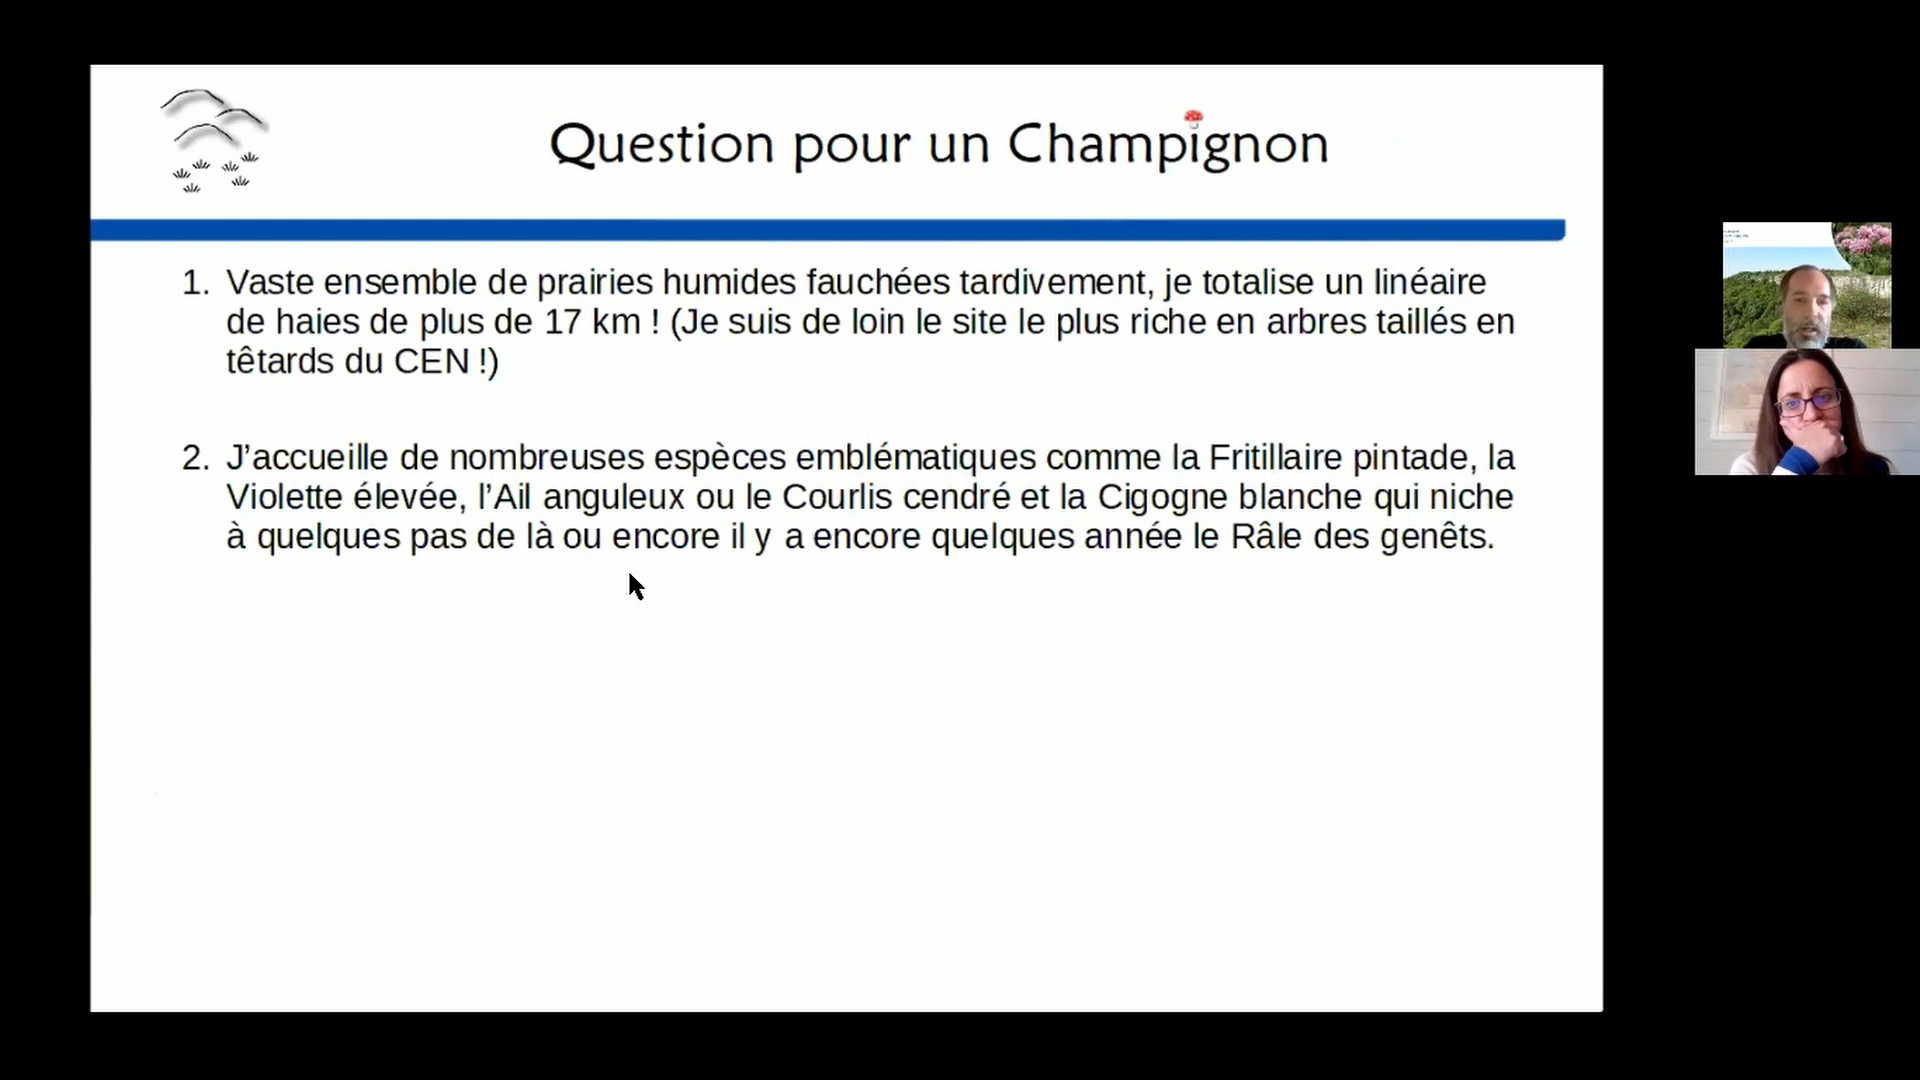 Question pour un Champignon
1. Vaste ensemble de prairies humides fauchées tardivement, je totalise un linéaire
de haies de plus de 17 km ! (Je suis de loin le site le plus riche en arbres taillés en
têtards du CEN !)
2. J’accueille de nombreuses espèces emblématiques comme la Fritillaire pintade, la
Violette élevée, l’Ail anguleux ou le Courlis cendré et la Cigogne blanche qui niche
à quelques pas de là ou encore il y a encore quelques année le Râle des genêts.